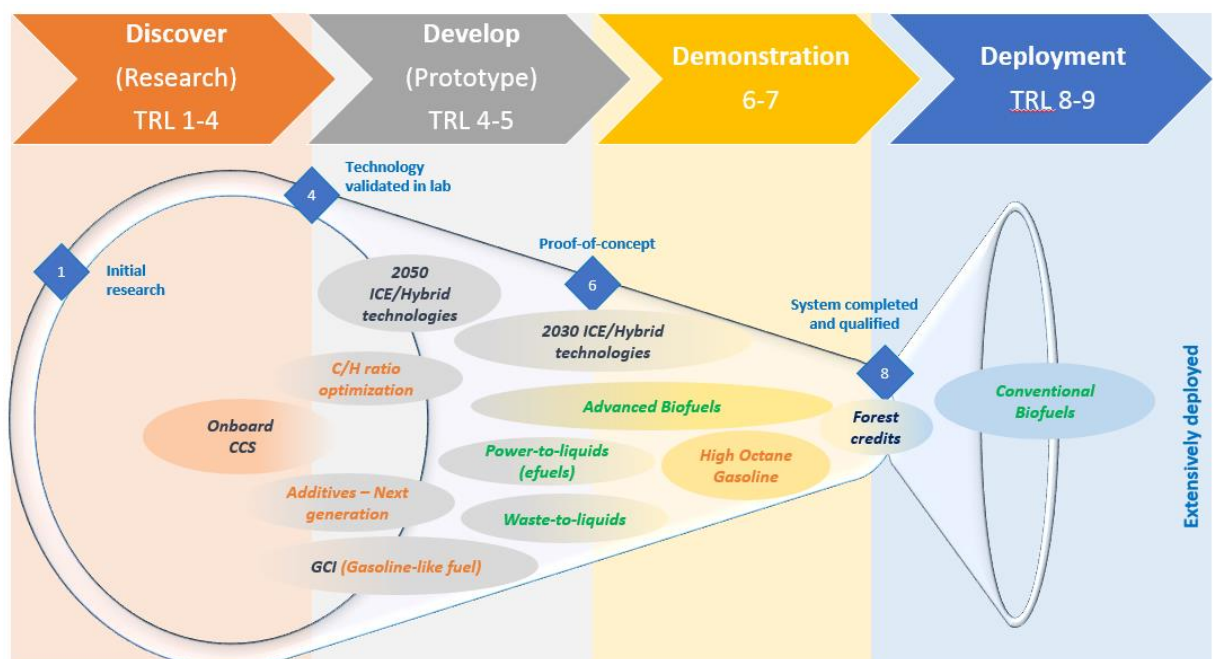 Discover
(Research)
TRL 1-4
Develop
(Prototype)
TRL 4-5
Demonstration
6-7
Deployment
TRL 8-9
1
Initial
research
4
Technology
validated in lab
Proof-of-concept
6
System completed
and qualified
8
2050
ICE/Hybrid
technologies
2030 ICE/Hybrid
technologies
C/H ratio
optimization
Advanced Biofuels
Onboard
CCS
Forest
credits
Conventional
Biofuels
Power-to-liquids
(efuels)
High Octane
Gasoline
Additives – Next
generation
Waste-to-liquids
GCI (Gasoline-like fuel)
Extensively deployed